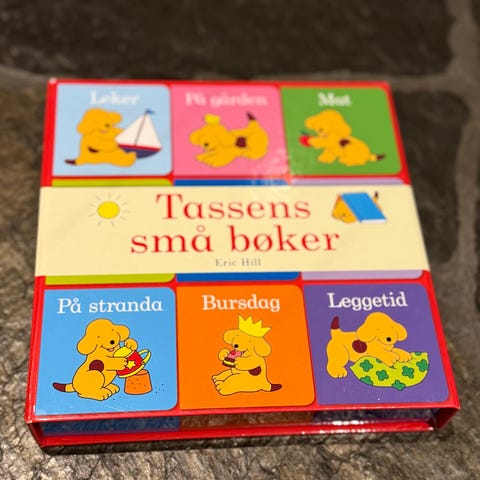 Leker
På gården
Mat
Tassens
små bøker
Eric Hill
På stranda
Bursdag
Leggetid